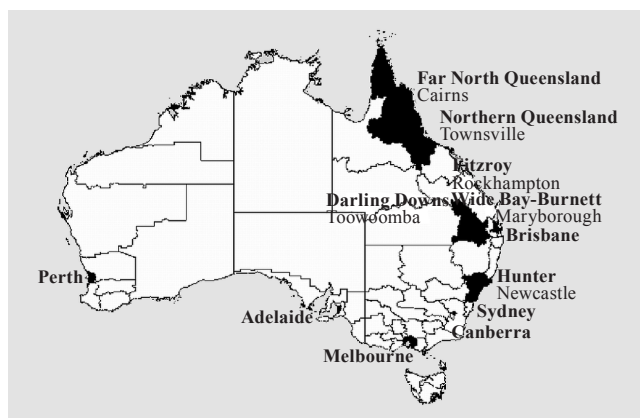 Far North Queensland
Cairns
Northern Queensland
Townsville
Fitzroy
Rockhampton
Darling Downs
Toowoomba
Wide Bay-Burnett
Maryborough
Brisbane
Perth
Hunter
Newcastle
Adelaide
Sydney
Canberra
Melbourne